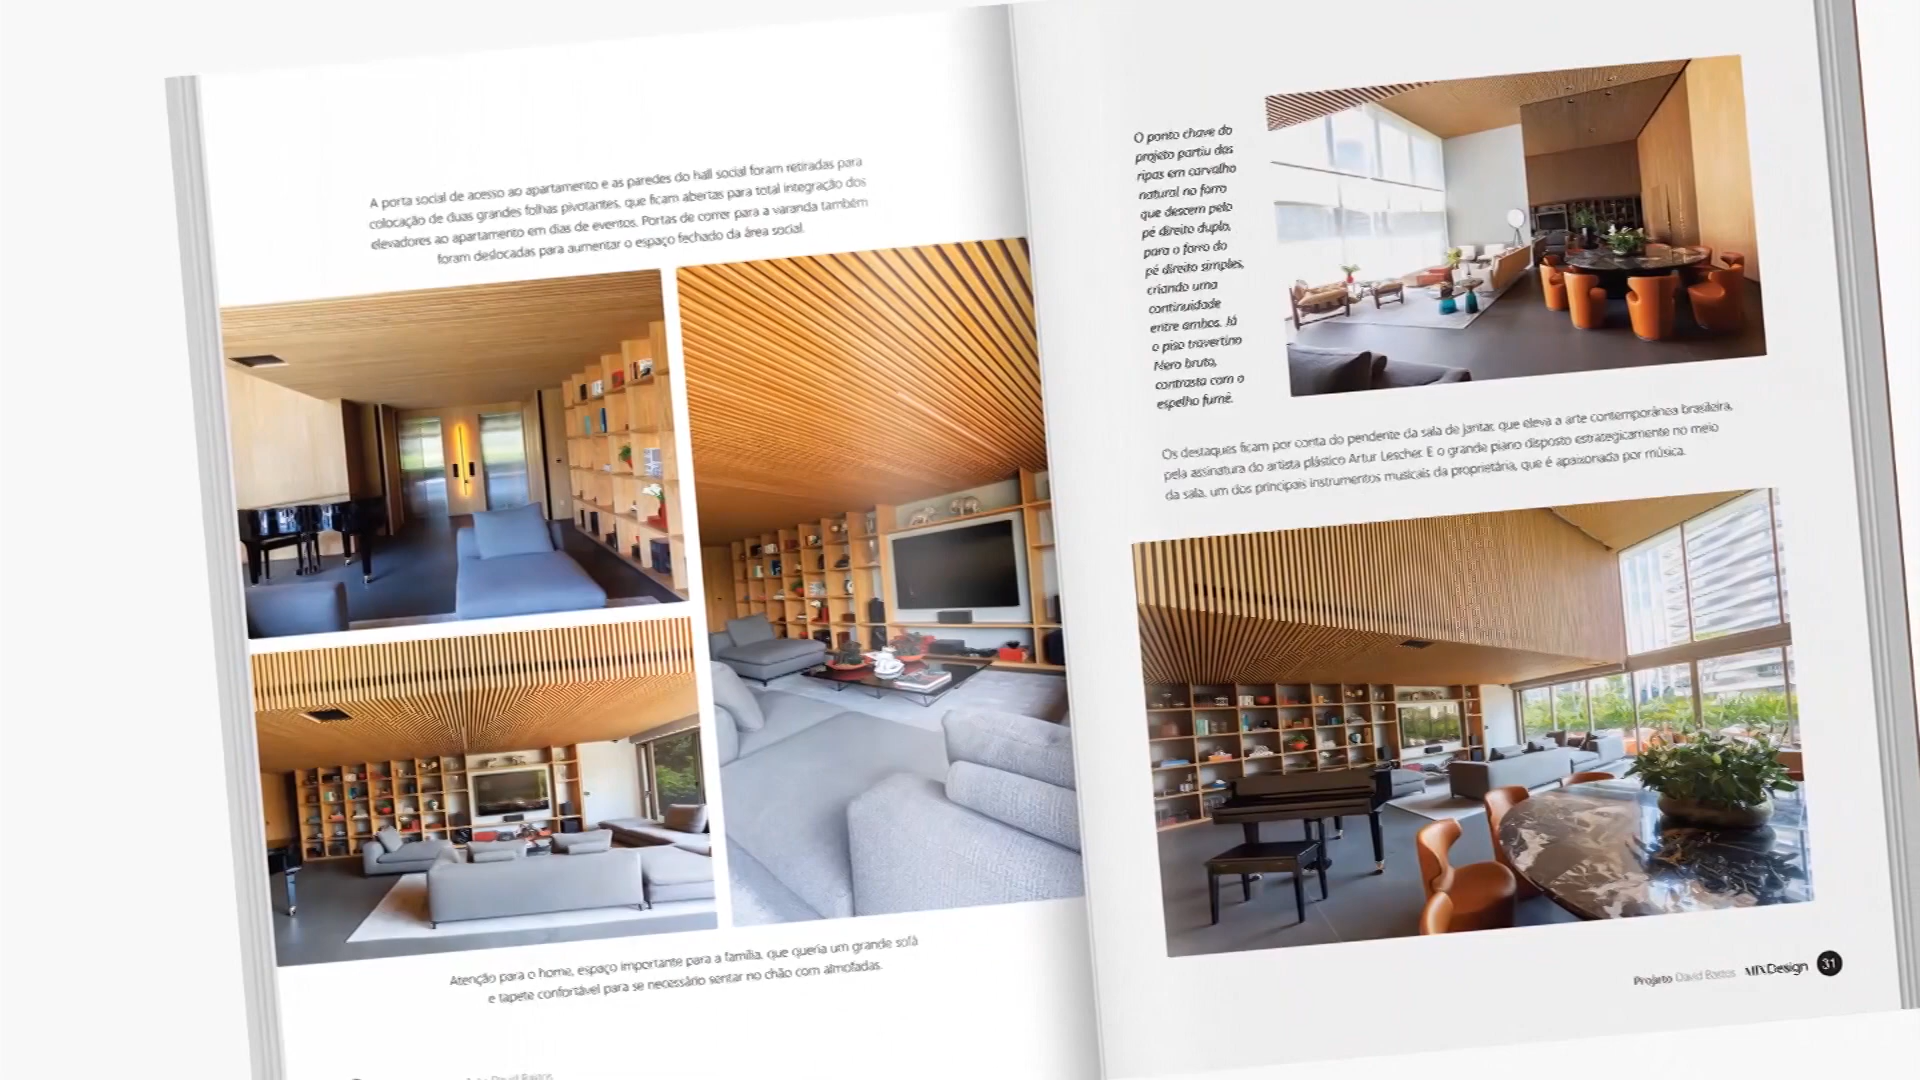 A porta social de acesso ao apartamento e as paredes do hall social foram retiradas para
colocação de duas grandes folhas pivotantes, que ficam abertas para total integração dos
elevadores ao apartamento em dias de eventos. Portas de correr para a varanda também
foram deslocadas para aumentar o espaço fechado da área social.
Atenção para o home, espaço importante para a família, que queria um grande sofá
e tapete confortável para se necessário sentar no chão com almofadas.
David Bastos
O ponto chave do
projeto partiu das
ripas em carvalho
natural no forro
que descem pelo
pé direito duplo,
para o forro do
pé direito simples,
criando uma
continuidade
entre ambos. Já
o piso travertino
Nero bruto,
contrasta com o
espelho fumê.
Os destaques ficam por conta do pendente da sala de jantar, que eleva a arte contemporânea brasileira,
pela assinatura do artista plástico Artur Lescher. E o grande piano disposto estrategicamente no meio
da sala, um dos principais instrumentos musicais da proprietária, que é apaixonada por música.
Projeto David Bastos MIXDesign 31